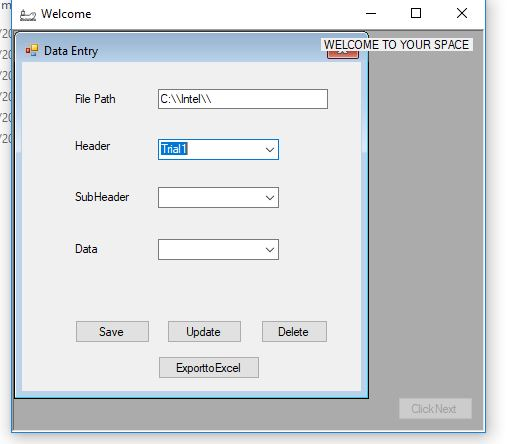 Welcome
WELCOME TO YOUR SPACE
Data Entry
File Path C:\\Intel\\
Header Trial1
SubHeader
Data
Save Update Delete
ExporttoExcel
ClickNext